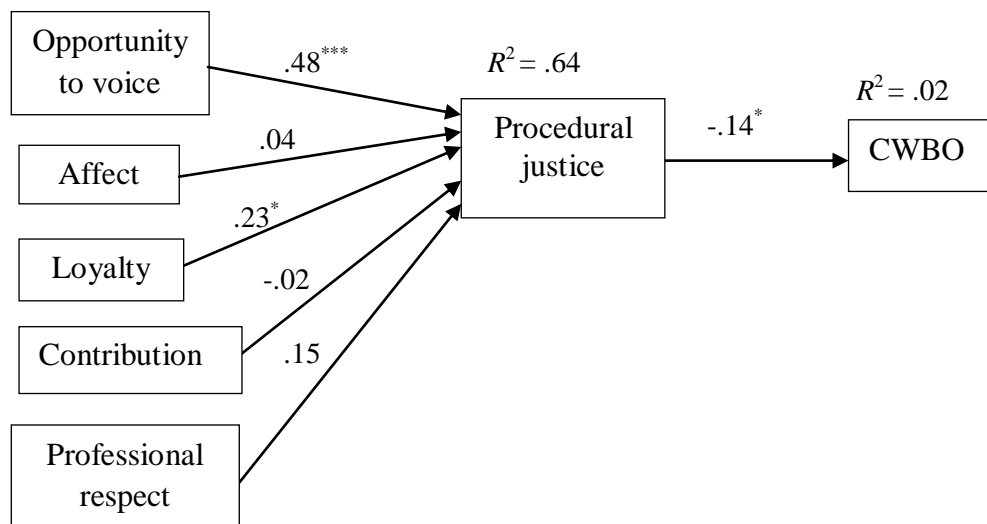 Opportunity
to voice
.48***
R² = .64
R² = .02
Procedural
justice
-.14*
CWBO
.04
Affect
.23*
Loyalty
-.02
Contribution
.15
Professional
respect